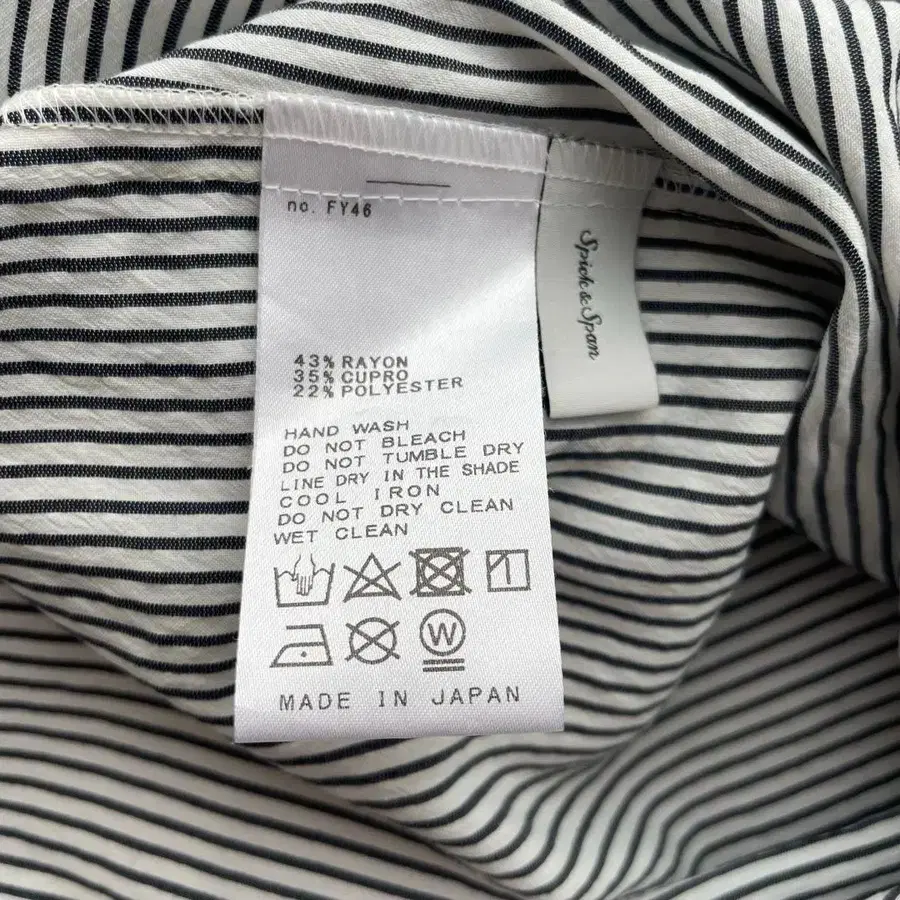 no. FY46
Spick & Span
43% RAYON
35% CUPRO
22% POLYESTER
HAND WASH
DO NOT BLEACH
DO NOT TUMBLE DRY
LINE DRY IN THE SHADE
COOL IRON
DO NOT DRY CLEAN
WET CLEAN
W
MADE IN JAPAN